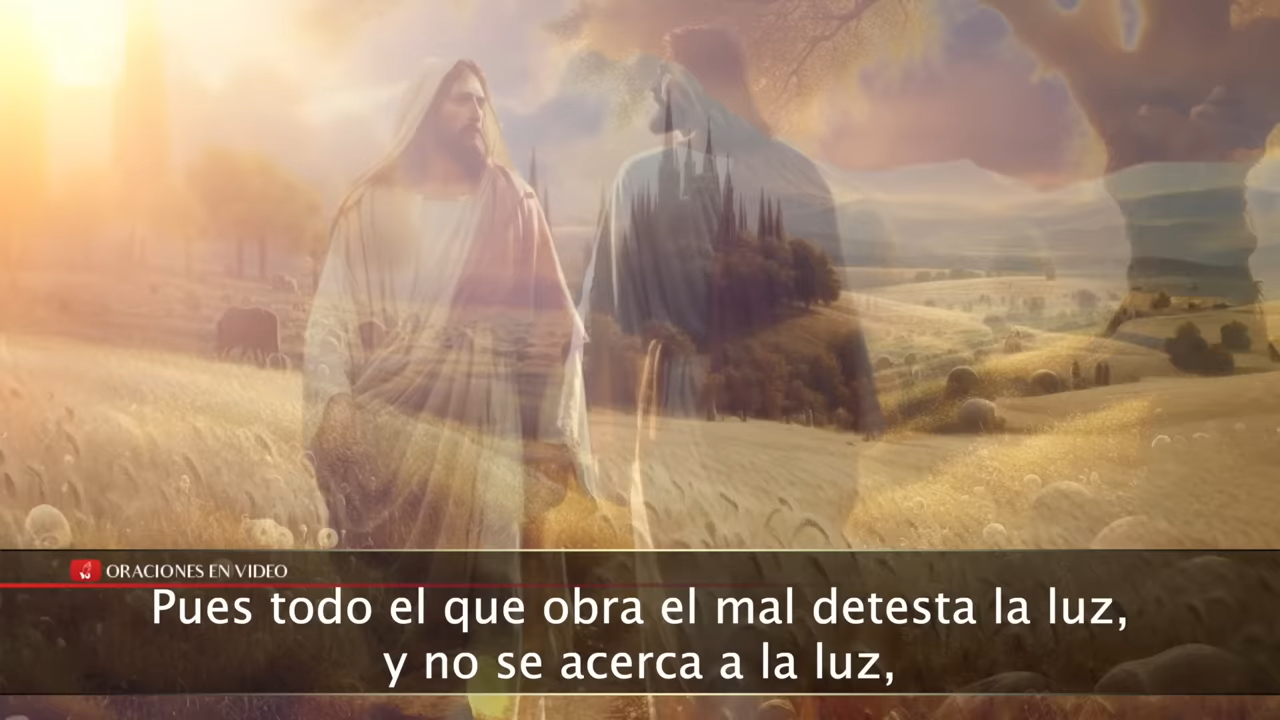 ORACIONES EN VIDEO
Pues todo el que obra el mal detesta la luz,
y no se acerca a la luz,